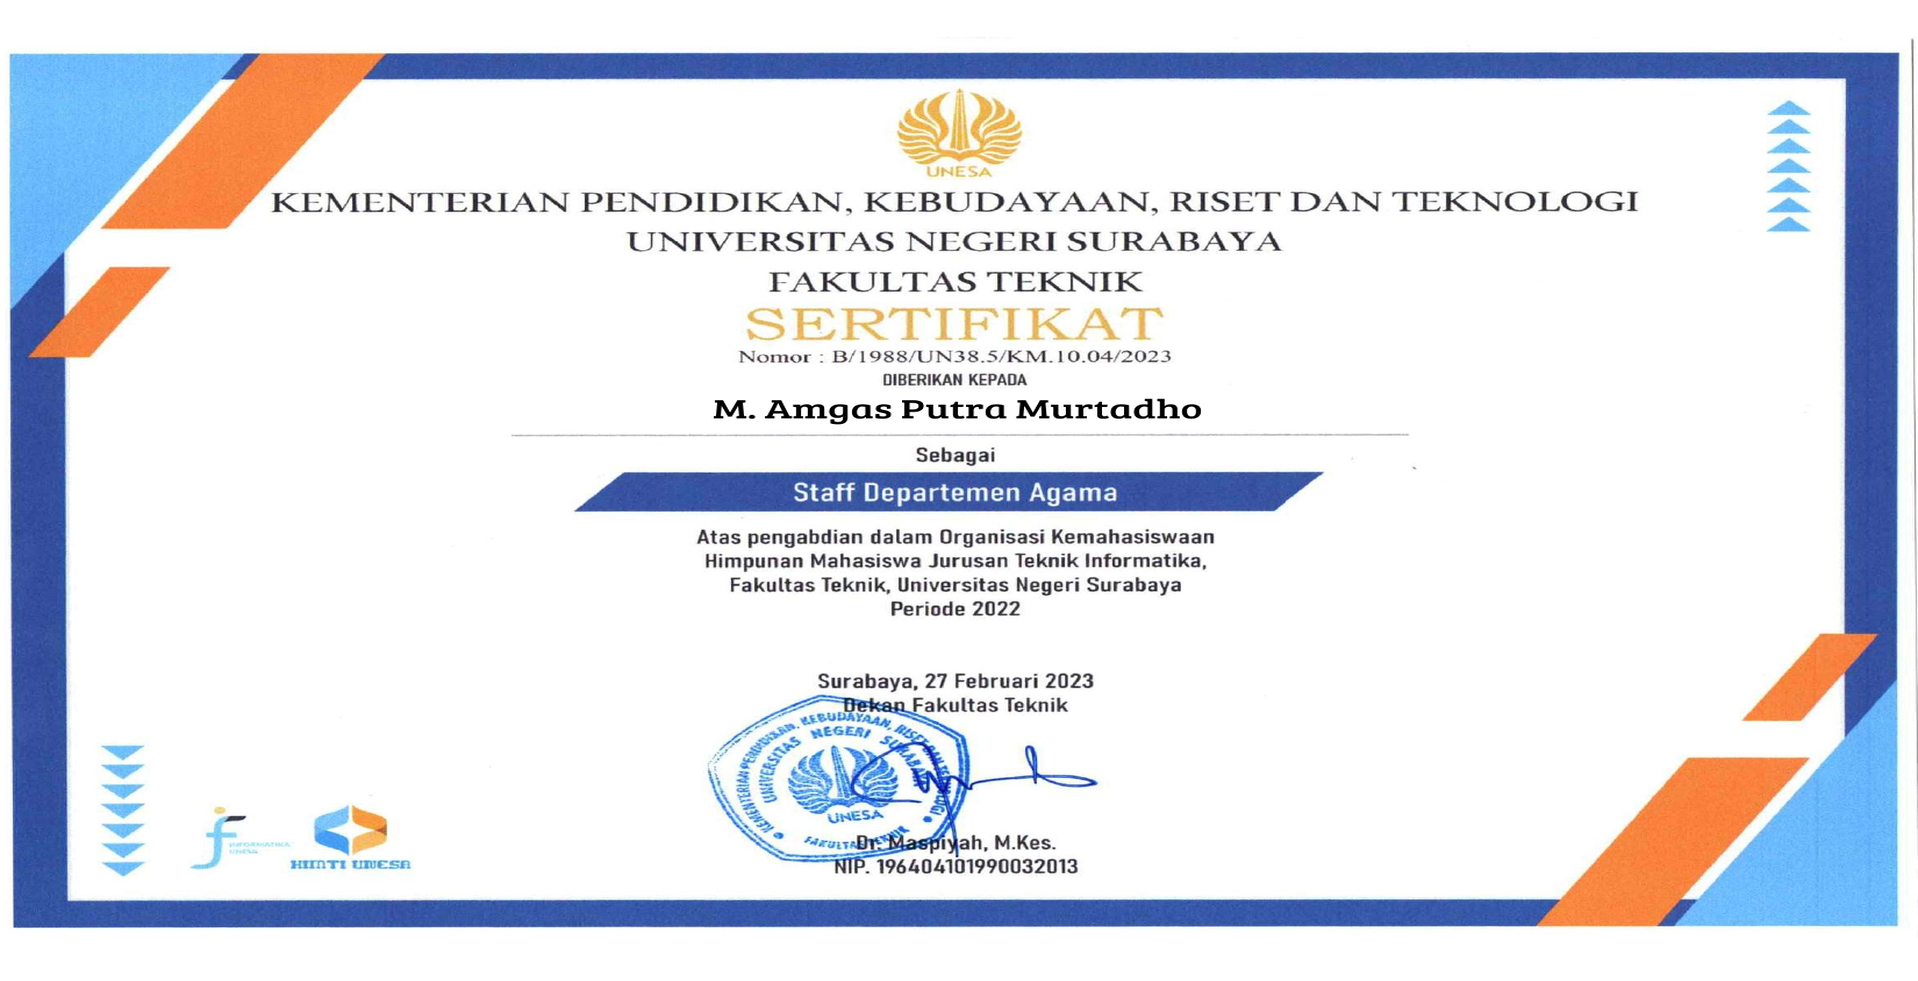 UNESA
KEMENTERIAN PENDIDIKAN, KEBUDAYAAN, RISET DAN TEKNOLOGI
UNIVERSITAS NEGERI SURABAYA
FAKULTAS TEKNIK
SERTIFIKAT
Nomor : B/1988/UN38.5/KM.10.04/2023
DIBERIKAN KEPADA
M. Amgas Putra Murtadho
Sebagai
Staff Departemen Agama
Atas pengabdian dalam Organisasi Kemahasiswaan
Himpunan Mahasiswa Jurusan Teknik Informatika,
Fakultas Teknik, Universitas Negeri Surabaya
Periode 2022
Surabaya, 27 Februari 2023
Dekan Fakultas Teknik
KEMENTERIAN PENDIDIKAN, KEBUDAYAAN, RISET DAN TEKNOLOGI
UNIVERSITAS NEGERI SURABAYA
UNESA
FAKULTAS TEKNIK
Dr. Maspiyah, M.Kes.
NIP. 196404101990032013
INFORMATIKA
UNESA
HIMTI UNESA